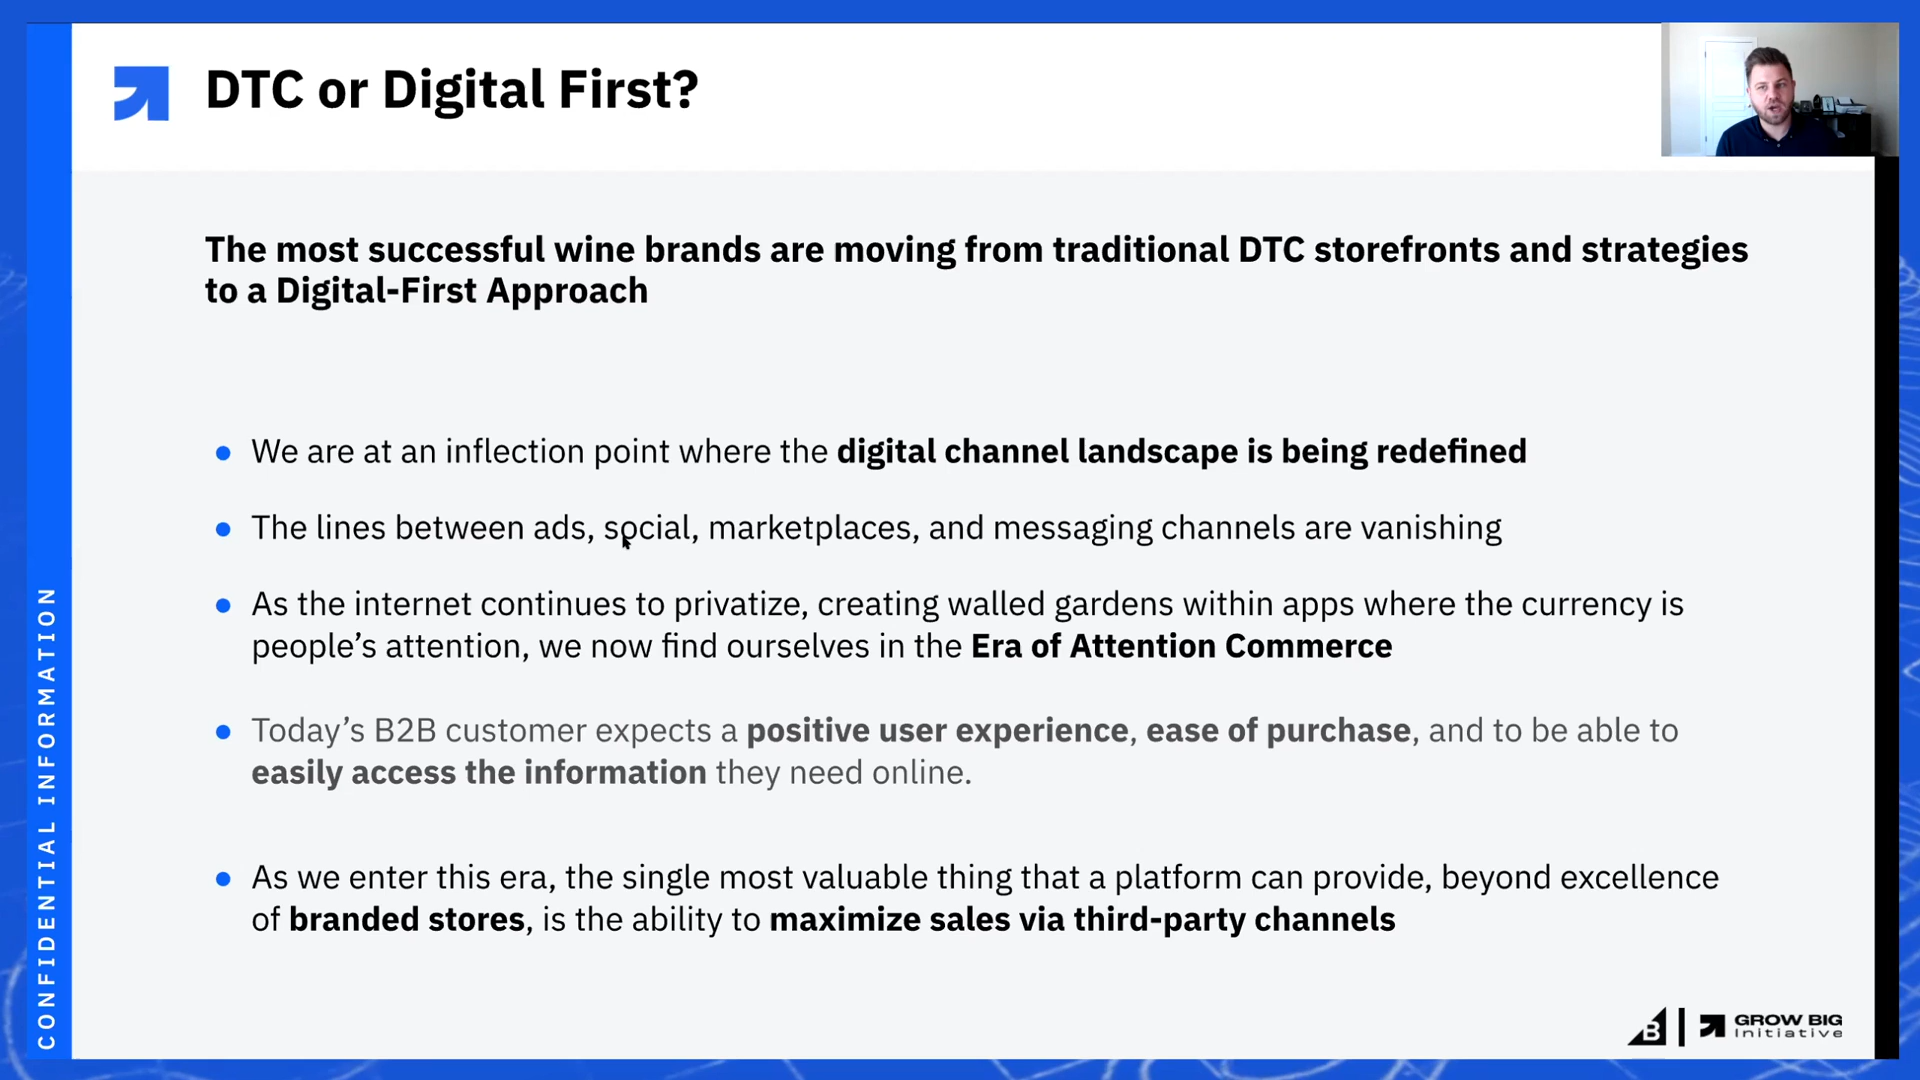 DTC or Digital First?
The most successful wine brands are moving from traditional DTC storefronts and strategies
to a Digital-First Approach
We are at an inflection point where the digital channel landscape is being redefined
The lines between ads, social, marketplaces, and messaging channels are vanishing
As the internet continues to privatize, creating walled gardens within apps where the currency is
people’s attention, we now find ourselves in the Era of Attention Commerce
Today’s B2B customer expects a positive user experience, ease of purchase, and to be able to
easily access the information they need online.
As we enter this era, the single most valuable thing that a platform can provide, beyond excellence
of branded stores, is the ability to maximize sales via third-party channels
CONFIDENTIAL INFORMATION
B
GROW BIG
Initiative